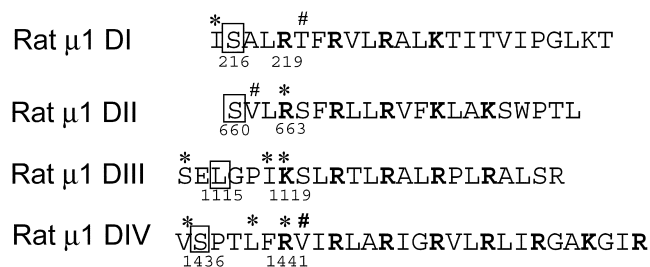 * #
Rat μ1 DI ISALRTFRVLRALKTITVIPGLKT
216 219
# *
Rat μ1 DII SVLRSFRLLRVFKLAKSWPTL
660 663
* * *
Rat μ1 DIII SELGPIKSLRTLRALRPLRALSR
1115 1119
* * * #
Rat μ1 DIV VSPTLFRVIRLARIGRVLRLIRGAKGIR
1436 1441